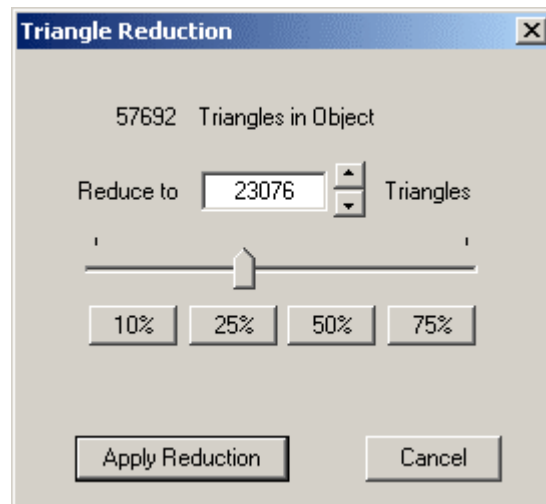 Triangle Reduction
57692 Triangles in Object
Reduce to 23076 Triangles
10% 25% 50% 75%
Apply Reduction Cancel